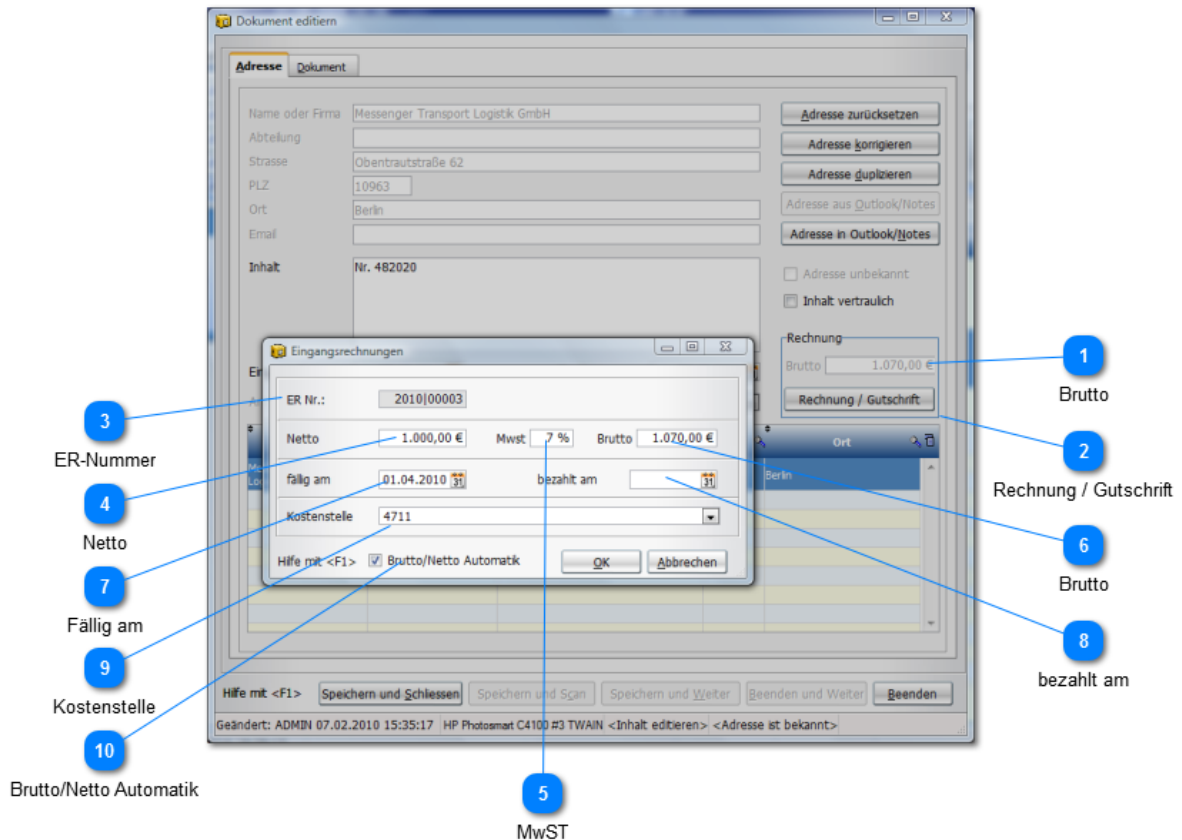 Dokument editiern
Adresse Dokument
Name oder Firma Messenger Transport Logistik GmbH
Adresse zurücksetzen
Abteilung
Adresse korrigieren
Strasse Obentrautstraße 62
Adresse duplizieren
PLZ 10963
Adresse aus Outlook/Notes
Ort Berlin
Email
Adresse in Outlook/Notes
Inhalt Nr. 482020
Adresse unbekannt
Inhalt vertraulich
Rechnung
Brutto 1.070,00 €
Rechnung / Gutschrift
Eingangsrechnungen
ER Nr.: 2010|00003
Netto 1.000,00 € Mwst 7 % Brutto 1.070,00 €
fällig am 01.04.2010 31 bezahlt am 31
Kostenstelle 4711
Hilfe mit <F1> Brutto/Netto Automatik OK Abbrechen
Ort
Berlin
Hilfe mit <F1> Speichern und Schliessen Speichern und Scan Speichern und Weiter Beenden und Weiter Beenden
Geändert: ADMIN 07.02.2010 15:35:17 HP Photosmart C4100 #3 TWAIN <Inhalt editieren> <Adresse ist bekannt>
1
Brutto
2
Rechnung / Gutschrift
3
ER-Nummer
4
Netto
5
MwST
6
Brutto
7
Fällig am
8
bezahlt am
9
Kostenstelle
10
Brutto/Netto Automatik